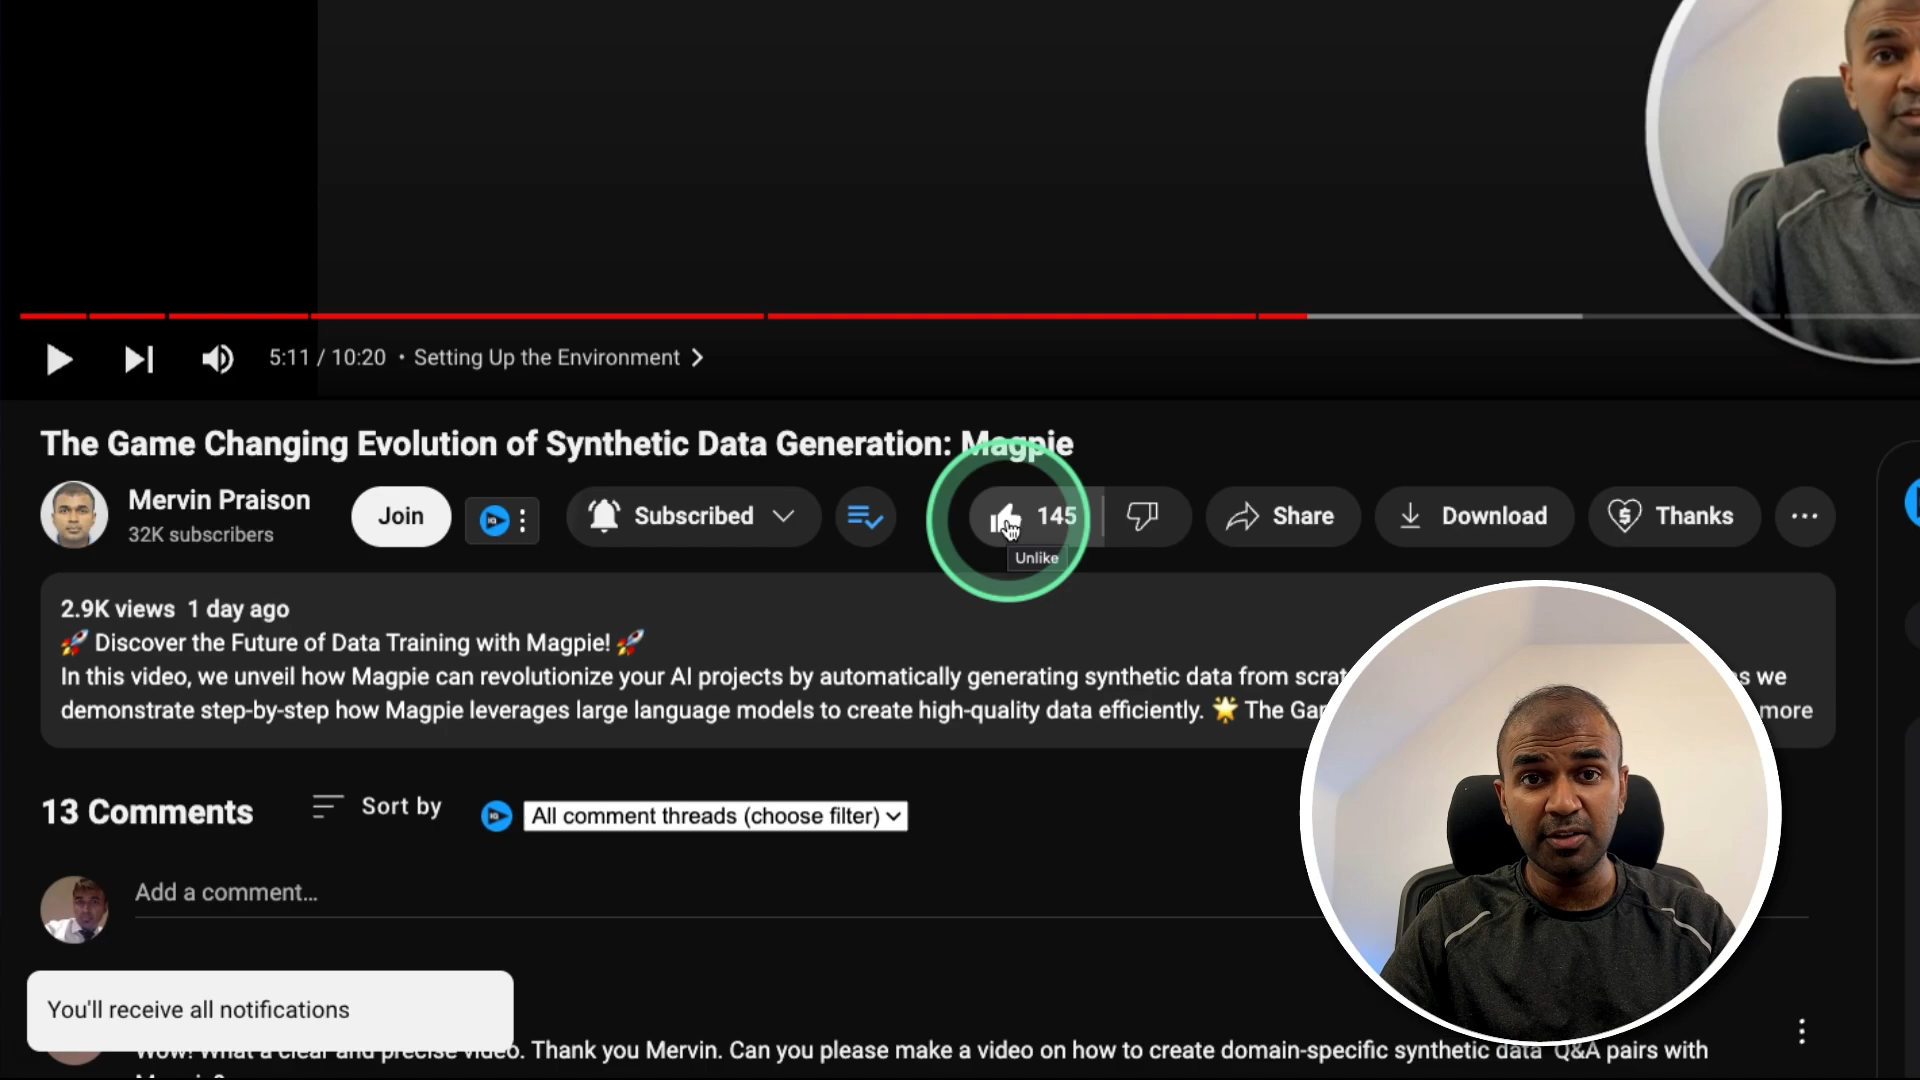 5:11 / 10:20 • Setting Up the Environment
The Game Changing Evolution of Synthetic Data Generation: Magpie
Mervin Praison
32K subscribers
Join
Subscribed
145
Share
Download
Thanks
Unlike
2.9K views 1 day ago
🚀 Discover the Future of Data Training with Magpie! 🚀
In this video, we unveil how Magpie can revolutionize your AI projects by automatically generating synthetic data from scrat s we
demonstrate step-by-step how Magpie leverages large language models to create high-quality data efficiently. 🌟 The Ga more
13 Comments
Sort by
All comment threads (choose filter)
Add a comment...
You'll receive all notifications
Wow! What a clear and precise video. Thank you Mervin. Can you please make a video on how to create domain-specific synthetic data Q&A pairs with